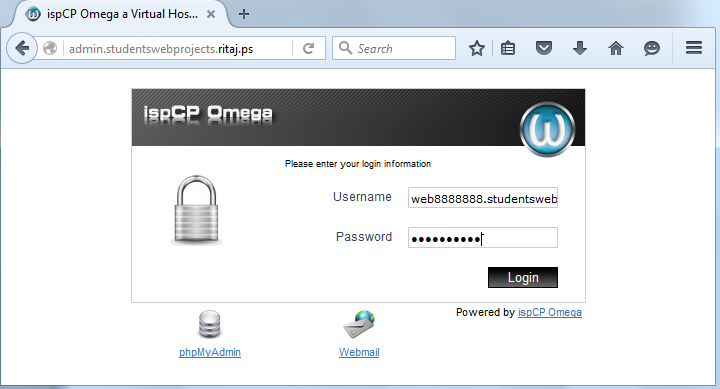 ispCP Omega a Virtual Hos...
admin.studentswebprojects.ritaj.ps
Search
ispCP Omega
Please enter your login information
Username
web8888888.studentsweb
Password
••••••••••
Login
Powered by ispCP Omega
phpMyAdmin
Webmail